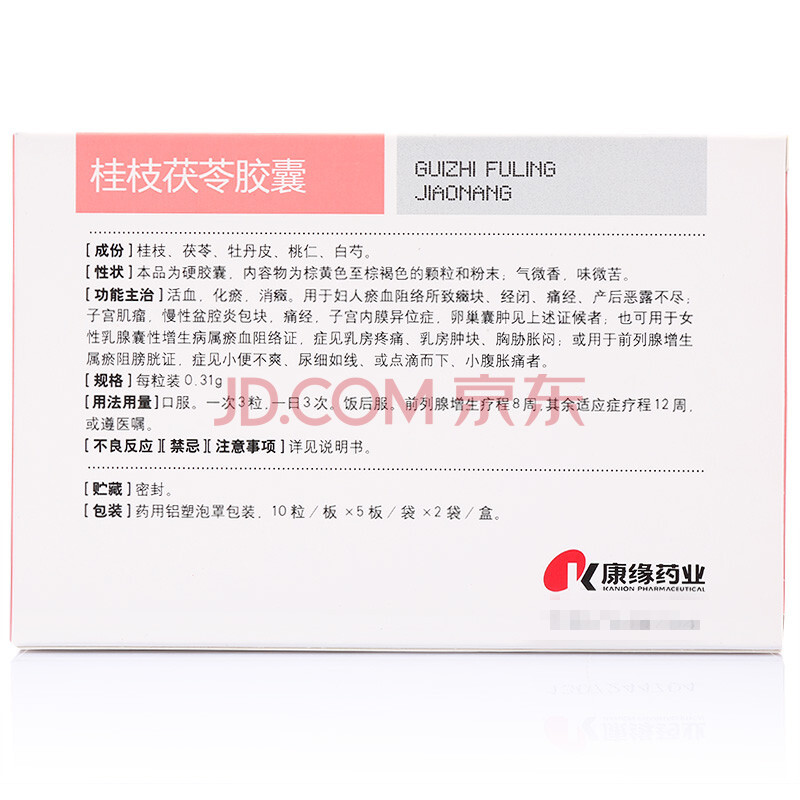 桂枝茯苓胶囊
GUIZHI FULING
JIAONANG
[成份]桂枝、茯苓、牡丹皮、桃仁、白芍。
[性状]本品为硬胶囊，内容物为棕黄色至棕褐色的颗粒和粉末；气微香，味微苦。
[功能主治]活血，化瘀，消癥。用于妇人瘀血阻络所致癥块、经闭、痛经、产后恶露不尽；
子宫肌瘤，慢性盆腔炎包块，痛经，子宫内膜异位症，卵巢囊肿见上述证候者；也可用于女
性乳腺囊性增生病属瘀血阻络证，症见乳房疼痛、乳房肿块、胸胁胀闷；或用于前列腺增生
属瘀阻膀胱证，症见小便不爽、尿细如线、或点滴而下、小腹胀痛者。
[规格]每粒装0.31g
JD.COM 京东
[用法用量]口服。一次3粒，一日3次。饭后服。前列腺增生疗程8周，其余适应症疗程12周，
或遵医嘱。
[不良反应][禁忌][注意事项]详见说明书。
[贮藏]密封。
[包装]药用铝塑泡罩包装，10粒/板×5板/袋×2袋/盒。
康缘药业
KANION PHARMACEUTICAL